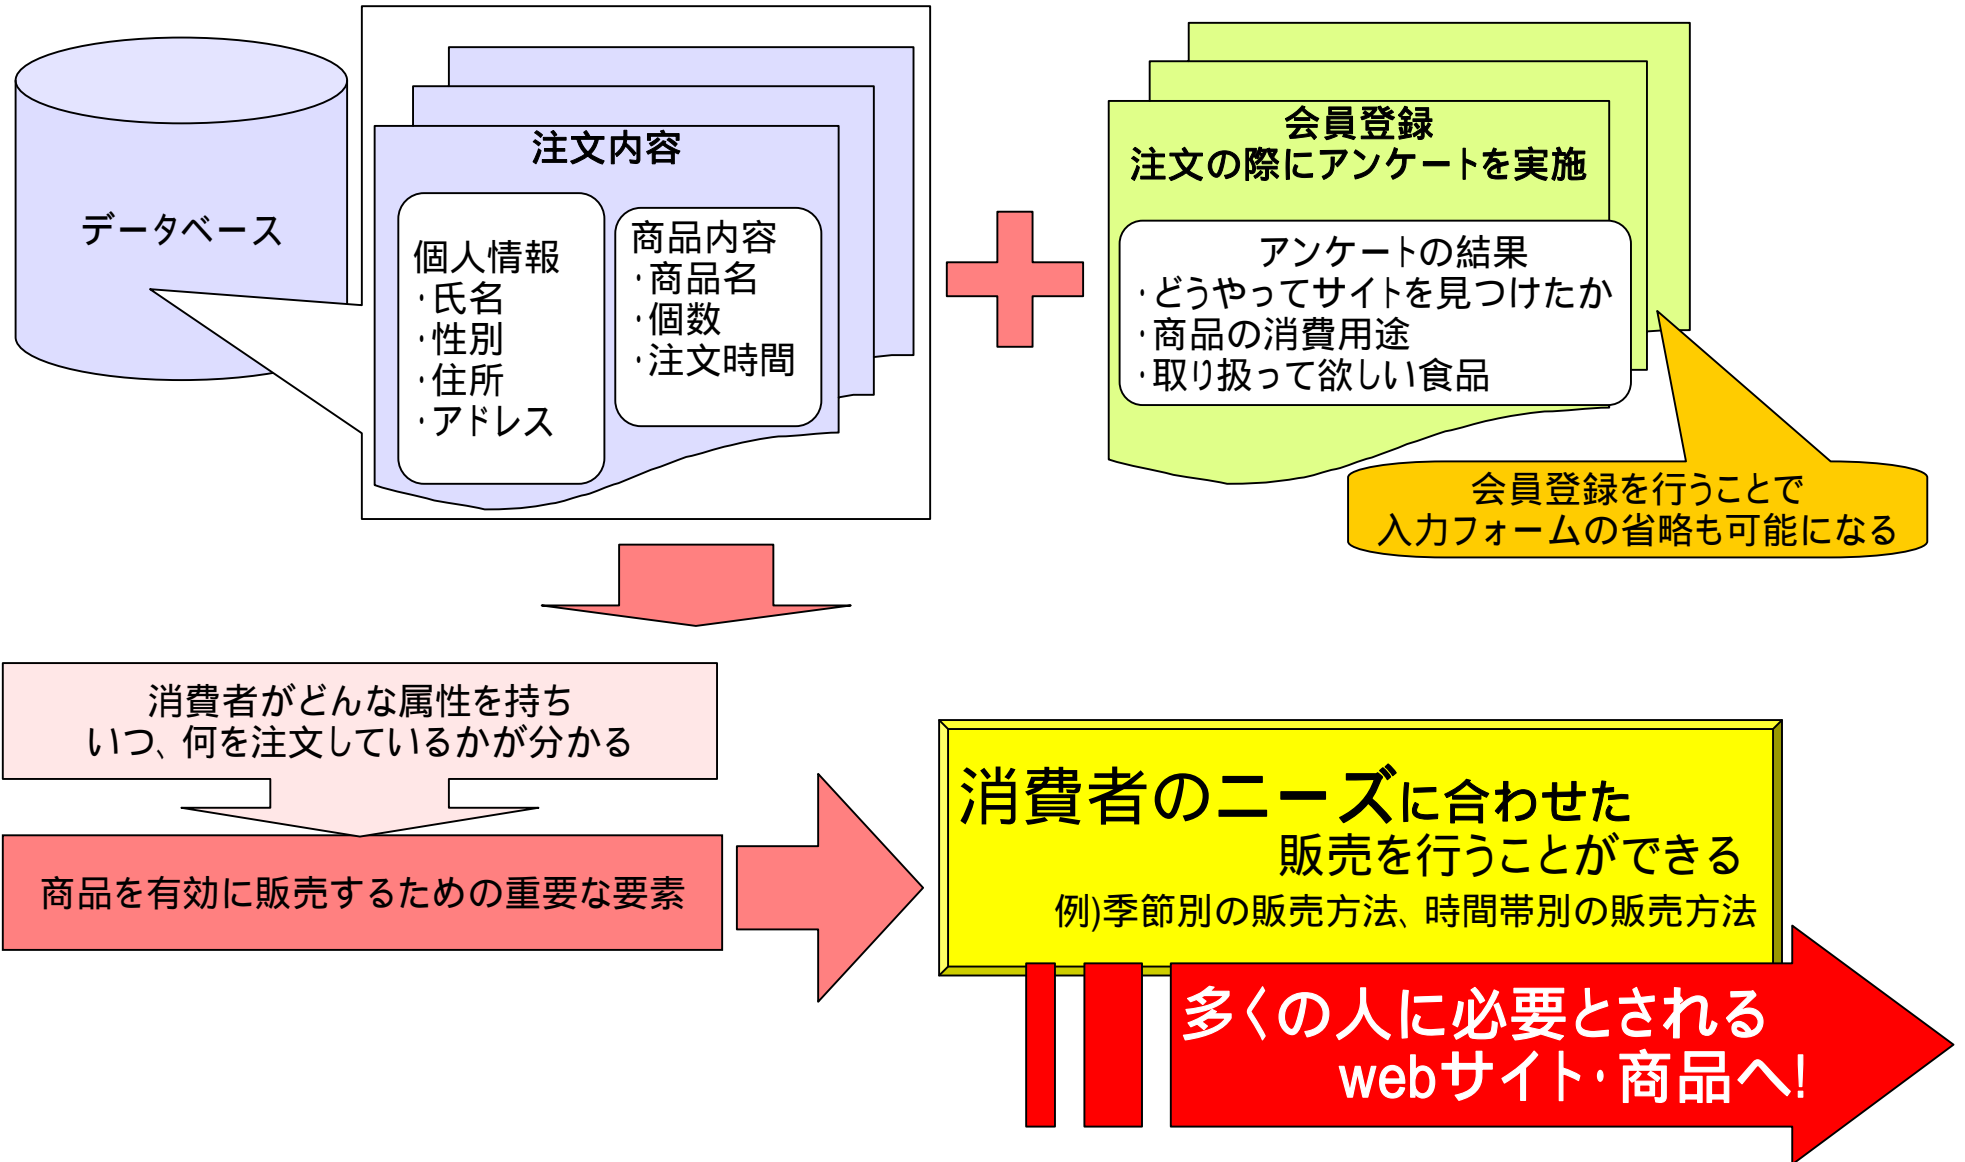 データベース
注文内容
個人情報
・氏名
・性別
・住所
・アドレス
商品内容
・商品名
・個数
・注文時間
会員登録
注文の際にアンケートを実施
アンケートの結果
・どうやってサイトを見つけたか
・商品の消費用途
・取り扱って欲しい食品
会員登録を行うことで
入力フォームの省略も可能になる
消費者がどんな属性を持ち
いつ、何を注文しているかが分かる
商品を有効に販売するための重要な要素
消費者のニーズに合わせた
販売を行うことができる
例)季節別の販売方法、時間帯別の販売方法
多くの人に必要とされる
webサイト・商品へ!